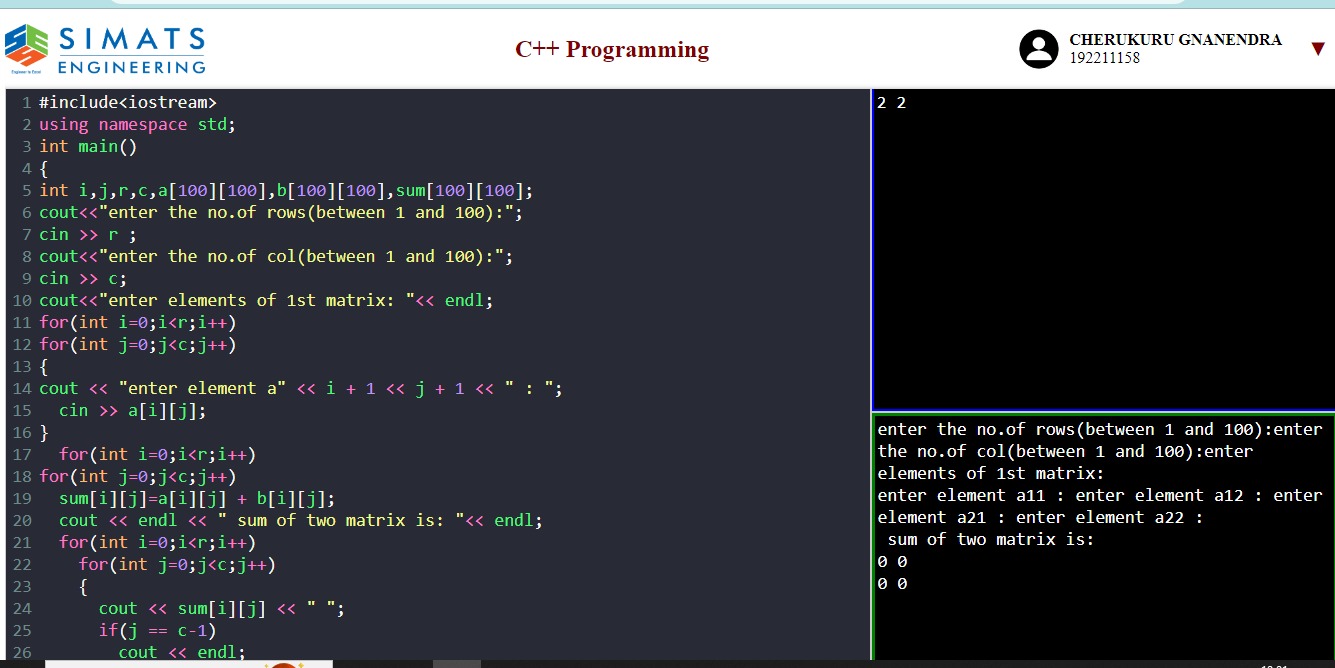 SIMATS
ENGINEERING
Engineer to Excel
C++ Programming
CHERUKURU GNANENDRA
192211158
1 #include<iostream>
2 using namespace std;
3 int main()
4 {
5 int i,j,r,c,a[100][100],b[100][100],sum[100][100];
6 cout<<"enter the no.of rows(between 1 and 100):";
7 cin >> r ;
8 cout<<"enter the no.of col(between 1 and 100):";
9 cin >> c;
10 cout<<"enter elements of 1st matrix: "<< endl;
11 for(int i=0;i<r;i++)
12 for(int j=0;j<c;j++)
13 {
14 cout << "enter element a" << i + 1 << j + 1 << " : ";
15   cin >> a[i][j];
16 }
17   for(int i=0;i<r;i++)
18 for(int j=0;j<c;j++)
19   sum[i][j]=a[i][j] + b[i][j];
20   cout << endl << " sum of two matrix is: "<< endl;
21   for(int i=0;i<r;i++)
22     for(int j=0;j<c;j++)
23     {
24       cout << sum[i][j] << " ";
25       if(j == c-1)
26         cout << endl;
2 2
enter the no.of rows(between 1 and 100):enter
the no.of col(between 1 and 100):enter
elements of 1st matrix:
enter element a11 : enter element a12 : enter
element a21 : enter element a22 :
 sum of two matrix is:
0 0
0 0